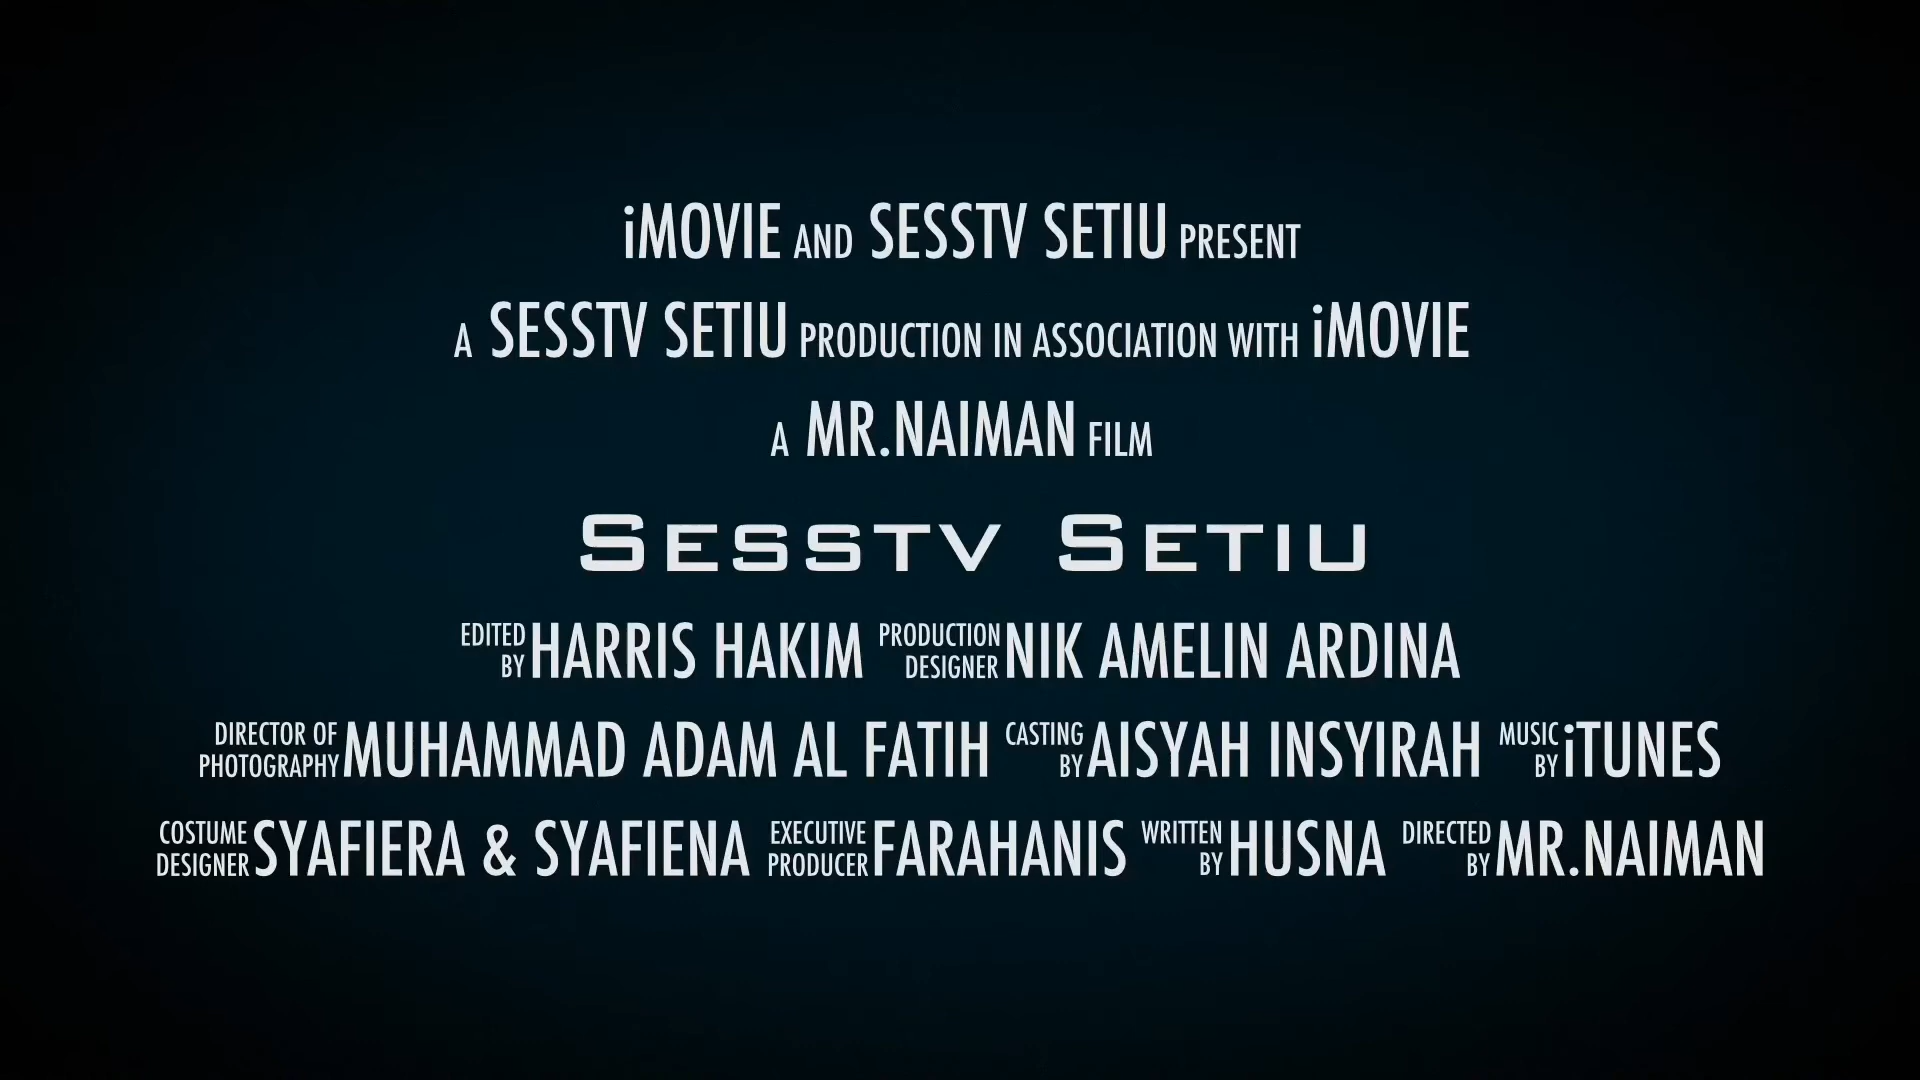 iMOVIE AND SESSTV SETIU PRESENT
A SESSTV SETIU PRODUCTION IN ASSOCIATION WITH iMOVIE
A MR.NAIMAN FILM
SESSTV SETIU
EDITED BY HARRIS HAKIM PRODUCTION DESIGNER NIK AMELIN ARDINA
DIRECTOR OF PHOTOGRAPHY MUHAMMAD ADAM AL FATIH CASTING BY AISYAH INSYIRAH MUSIC BY iTUNES
COSTUME DESIGNER SYAFIERA & SYAFIENA EXECUTIVE PRODUCER FARAHANIS WRITTEN BY HUSNA DIRECTED BY MR.NAIMAN